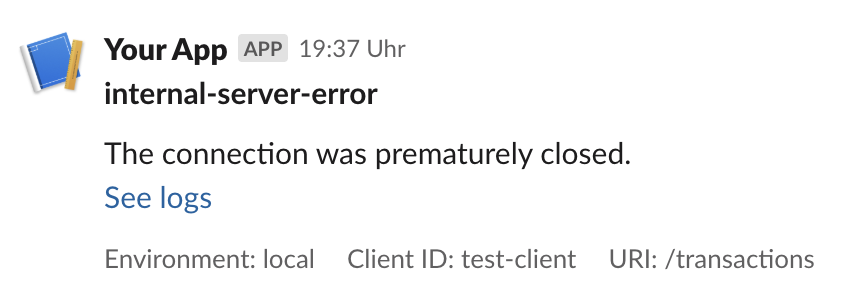 Your App APP 19:37 Uhr
internal-server-error
The connection was prematurely closed.
See logs
Environment: local Client ID: test-client URI: /transactions